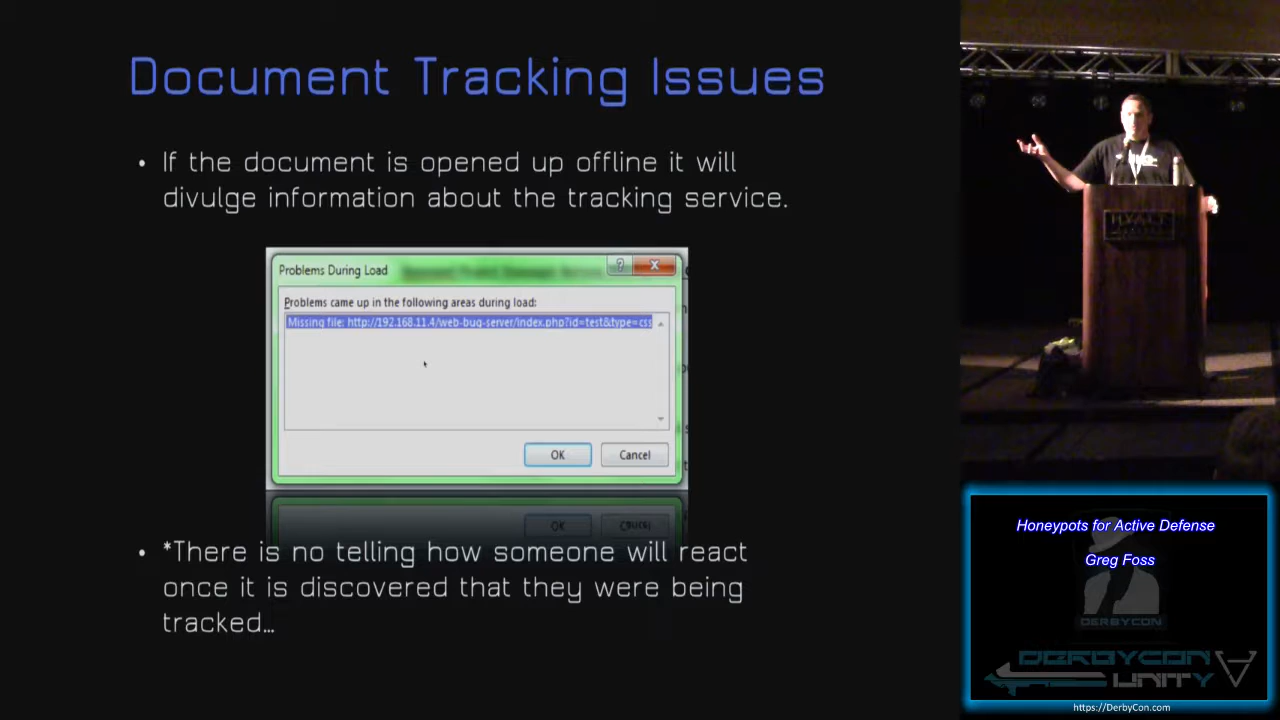 Document Tracking Issues
• If the document is opened up offline it will
divulge information about the tracking service.
Problems During Load
Problems came up in the following areas during load:
Missing file: http://192.168.11.4/web-bug-server/index.php?id=test&type=css
OK Cancel
OK Cancel
• *There is no telling how someone will react
once it is discovered that they were being
tracked...
HYATT
Honeypots for Active Defense
Greg Foss
DERBYCON
DERBYCON
UNITY
https://DerbyCon.com